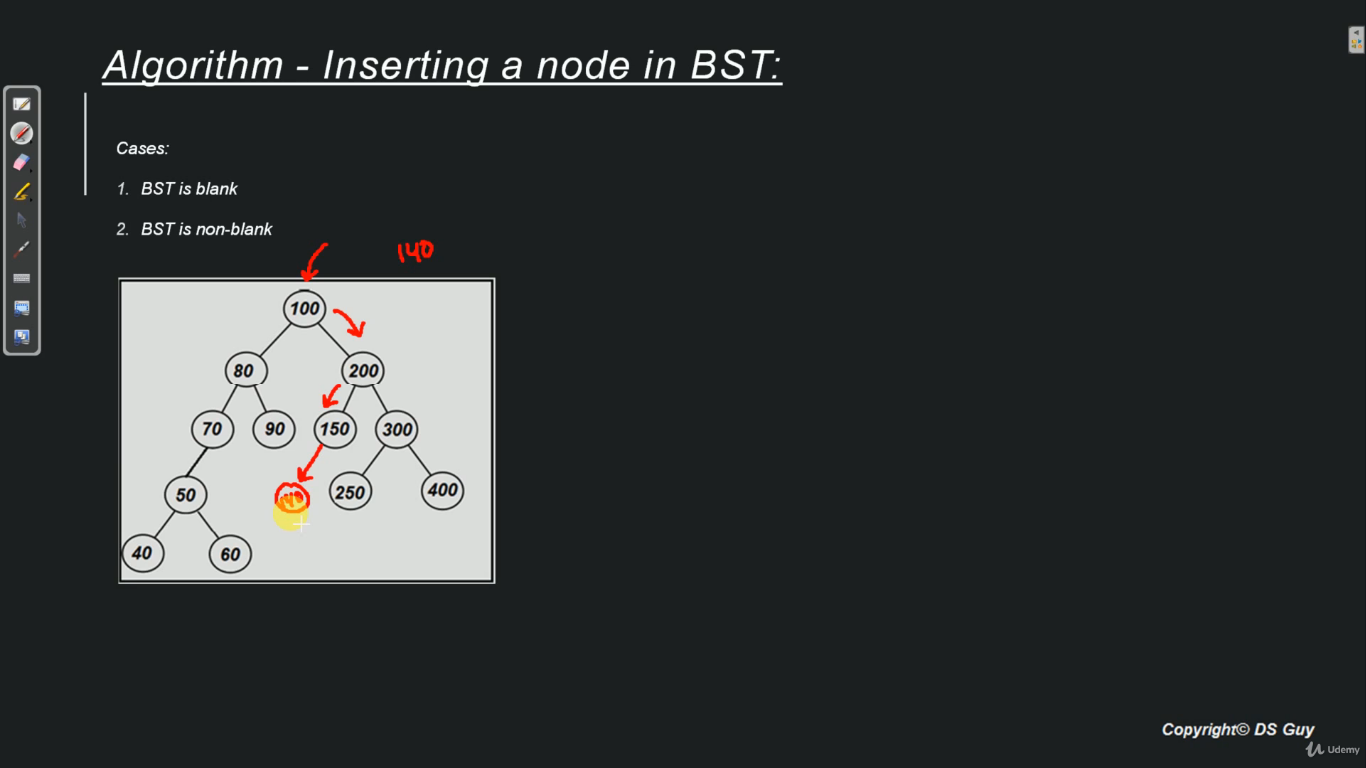 Algorithm - Inserting a node in BST:
Cases:
1. BST is blank
2. BST is non-blank
140
100
80 200
70 90 150 300
50 140 250 400
40 60
Copyright© DS Guy
Udemy